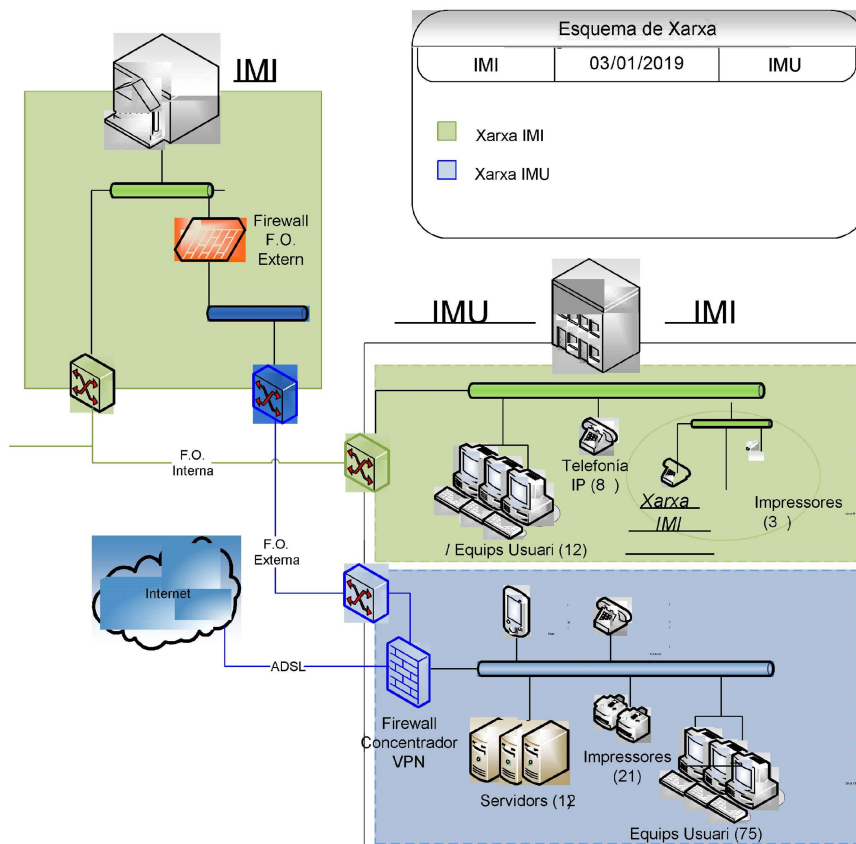 IMI
Esquema de Xarxa
IMI 03/01/2019 IMU
Xarxa IMI
Xarxa IMU
Firewall
F.O.
Extern
IMU IMI
F.O.
Interna
Telefonía
IP (8 )
Xarxa
IMI
Impressores
(3 )
/ Equips Usuari (12)
F.O.
Externa
Internet
ADSL
Firewall
Concentrador
VPN
Servidors (12
Impressores
(21)
Equips Usuari (75)